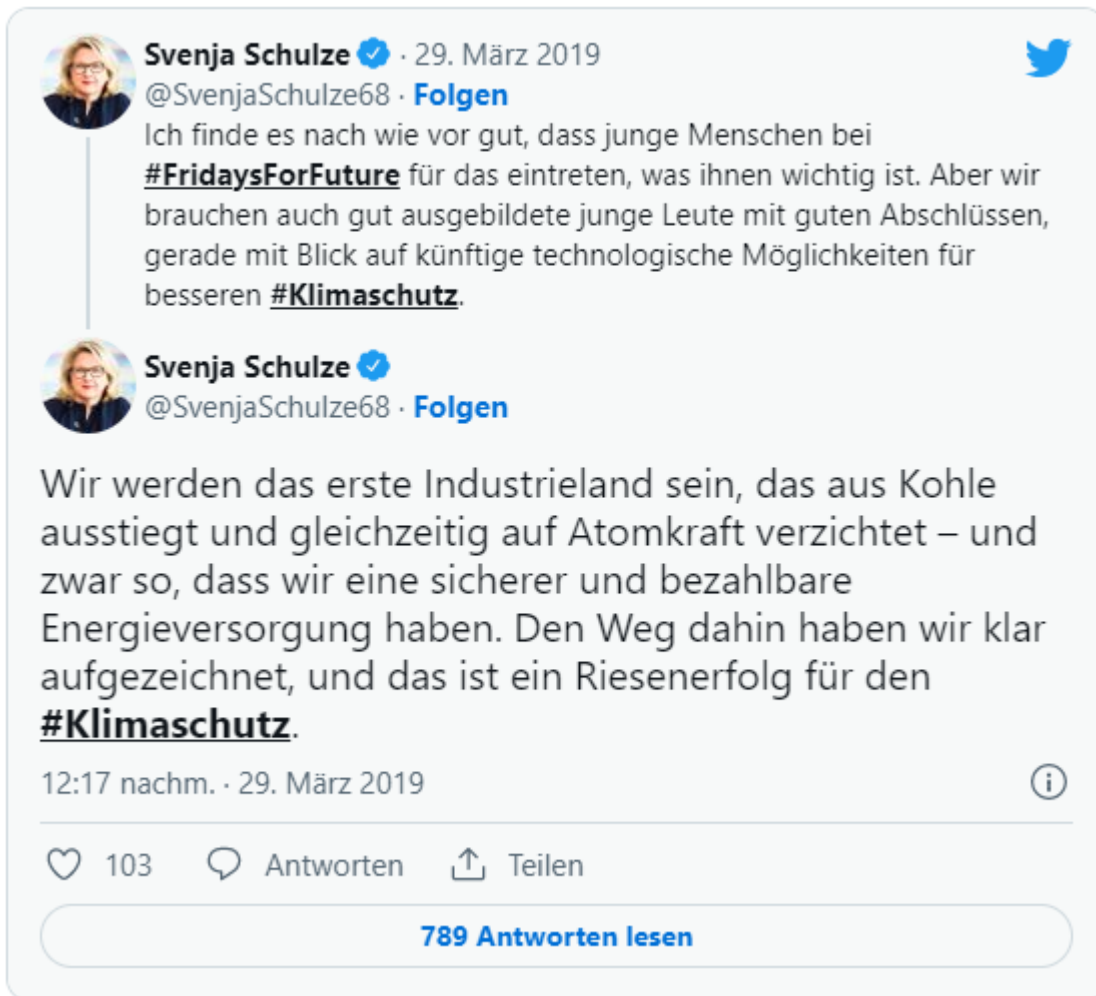 Svenja Schulze · 29. März 2019
@SvenjaSchulze68 · Folgen
Ich finde es nach wie vor gut, dass junge Menschen bei
#FridaysForFuture für das eintreten, was ihnen wichtig ist. Aber wir
brauchen auch gut ausgebildete junge Leute mit guten Abschlüssen,
gerade mit Blick auf künftige technologische Möglichkeiten für
besseren #Klimaschutz.
Svenja Schulze
@SvenjaSchulze68 · Folgen
Wir werden das erste Industrieland sein, das aus Kohle
ausstiegt und gleichzeitig auf Atomkraft verzichtet – und
zwar so, dass wir eine sicherer und bezahlbare
Energieversorgung haben. Den Weg dahin haben wir klar
aufgezeichnet, und das ist ein Riesenerfolg für den
#Klimaschutz.
12:17 nachm. · 29. März 2019
103 Antworten Teilen
789 Antworten lesen